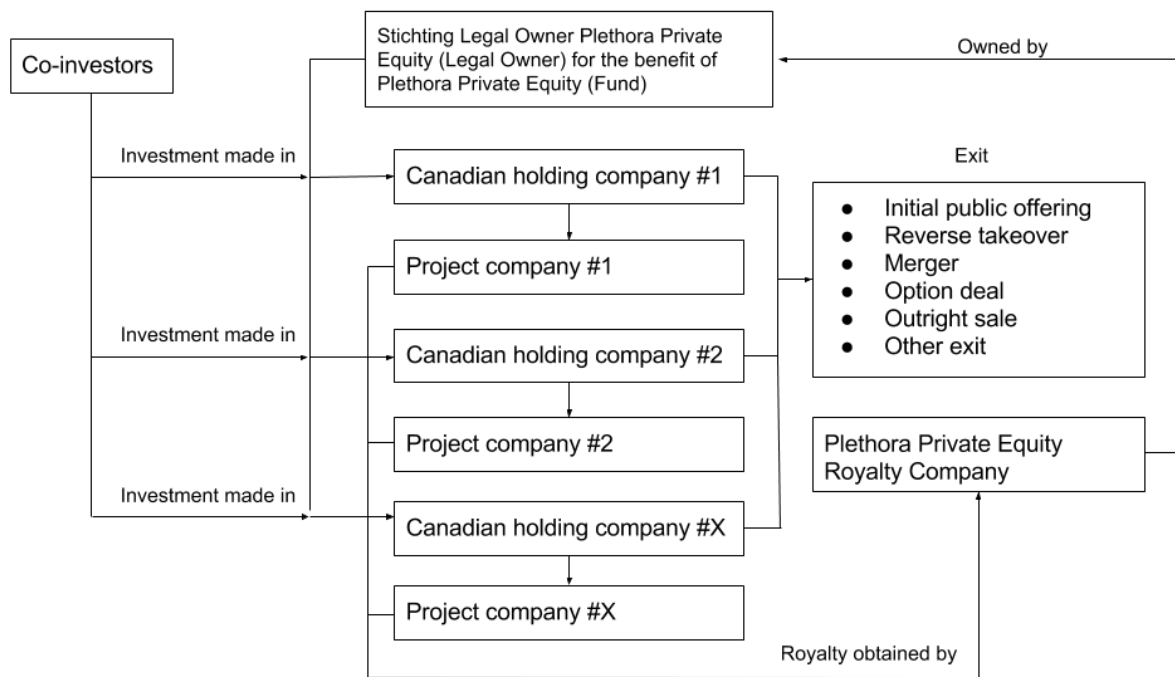 Co-investors
Stichting Legal Owner Plethora Private
Equity (Legal Owner) for the benefit of
Plethora Private Equity (Fund)
Owned by
Investment made in
Canadian holding company #1
Exit
Project company #1
● Initial public offering
● Reverse takeover
● Merger
● Option deal
● Outright sale
● Other exit
Investment made in
Canadian holding company #2
Project company #2
Plethora Private Equity
Royalty Company
Investment made in
Canadian holding company #X
Project company #X
Royalty obtained by